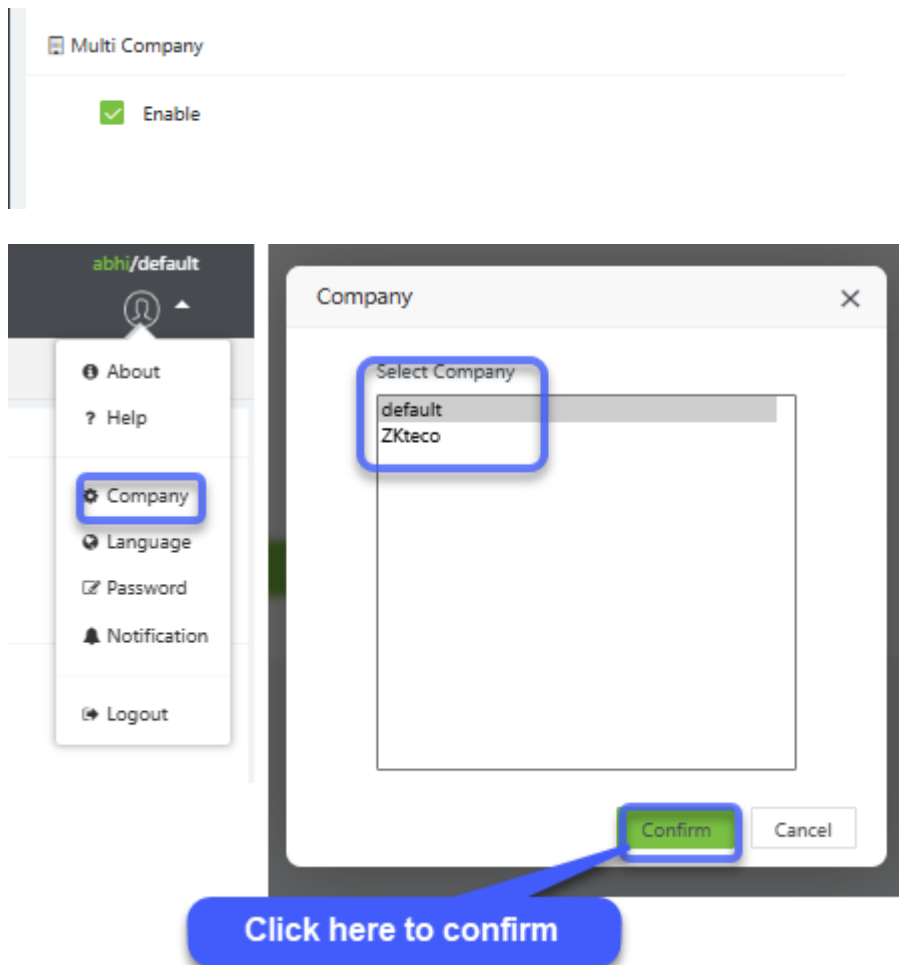 Multi Company
Enable
abhi/default
About
? Help
Company
Language
Password
Notification
Logout
Company
Select Company
default
ZKteco
Confirm
Cancel
Click here to confirm